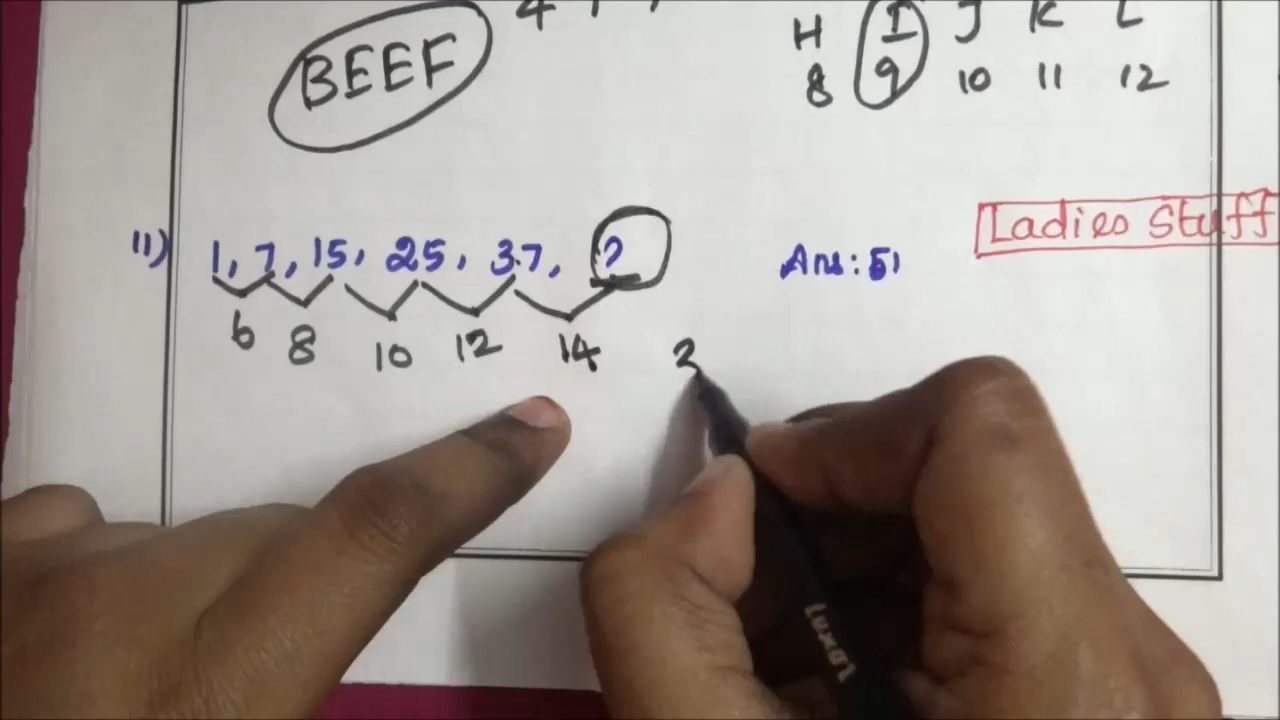 H I J K L
BEEF
8 9 10 11 12
Ladies Stuff
11) 1, 7, 15, 25, 37, ? Ans: 51
6 8 10 12 14 3
Luxor